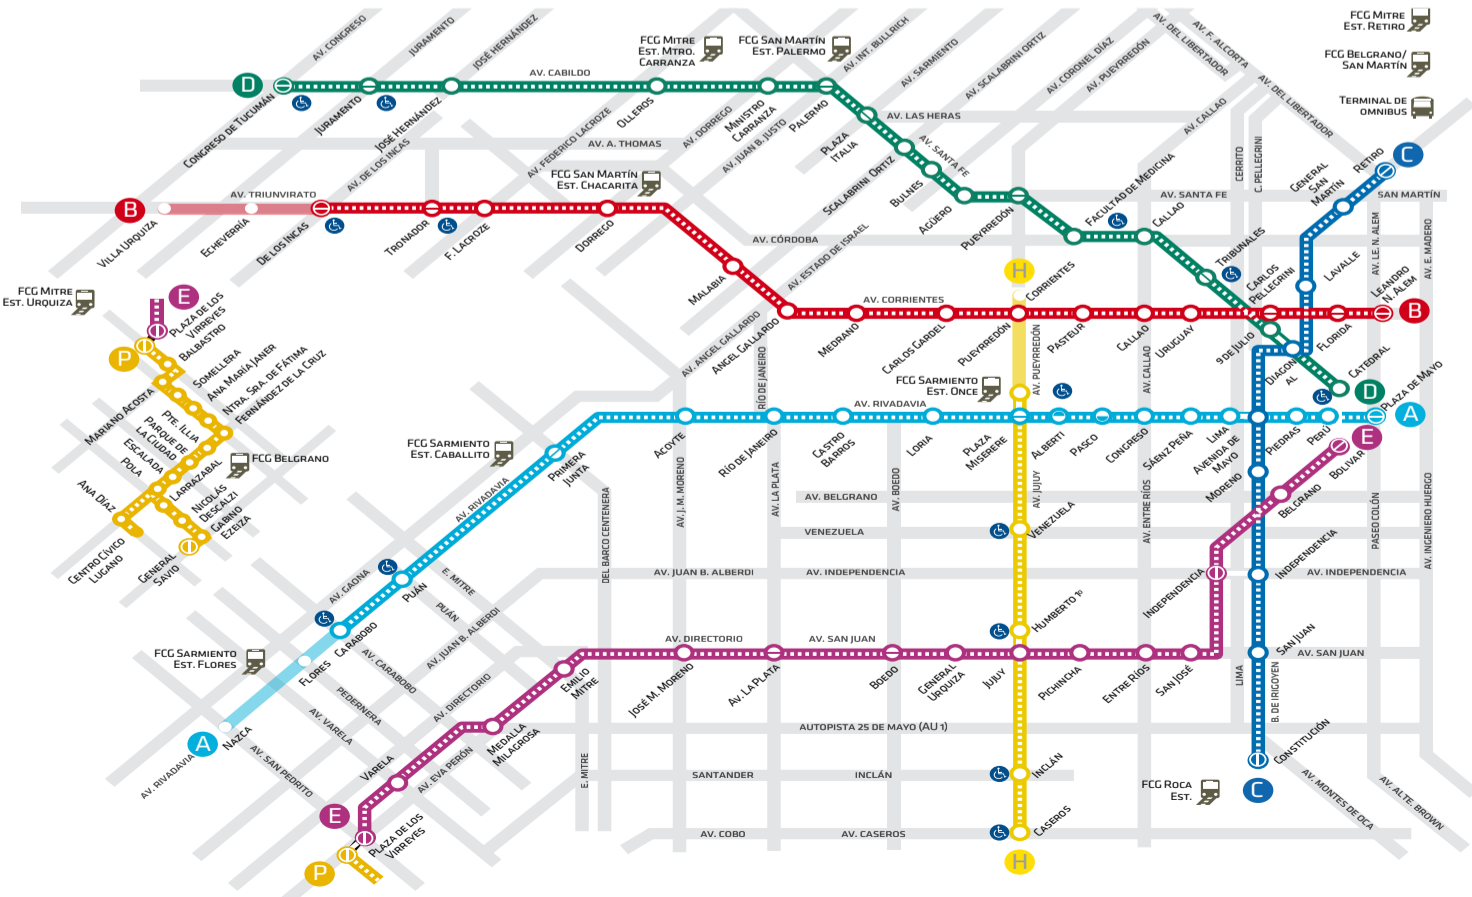 FCG Mitre
Est. Retiro
FCG Belgrano/
San Martín
Terminal de
omnibus
FCG Mitre
Est. Mtro.
Carranza
FCG San Martín
Est. Palermo
Av. Congreso
Juramento
José Hernández
Av. Int. Bullrich
Av. Sarmiento
Av. Scalabrini Ortiz
Av. Coronel Díaz
Av. Pueyrredón
Av. del Libertador
Av. F. Alcorta
Av. del Libertador
D
Av. Cabildo
Congreso de Tucumán
Juramento
José Hernández
Olleros
Ministro
Carranza
Palermo
Plaza
Italia
Scalabrini Ortiz
Bulnes
Agüero
Pueyrredón
Facultad de Medicina
Callao
Tribunales
9 de Julio
Catedral
D
Av. Las Heras
Av. Santa Fe
Av. Callao
Av. Santa Fe
San Martín
Cerrito
C. Pellegrini
Av. A. Thomas
Av. Federico Lacroze
Av. Dorrego
Av. Juan B. Justo
Av. de los Incas
Av. Triunvirato
FCG San Martín
Est. Chacarita
B
Villa Urquiza
Echeverría
De los Incas
Tronador
F. Lacroze
Dorrego
Malabia
Angel Gallardo
Medrano
Carlos Gardel
Pueyrredón
Pasteur
Callao
Uruguay
Carlos
Pellegrini
Florida
Leandro
N. Alem
B
Av. Córdoba
Av. Estado de Israel
Av. Corrientes
Av. Angel Gallardo
C
Retiro
General
San
Martín
Lavalle
Diagon
al
Avenida de
Mayo
Moreno
Independencia
San Juan
Constitución
C
Av. Le. N. Alem
Av. E. Madero
H
Corrientes
Av. Pueyrredón
FCG Sarmiento
Est. Once
Venezuela
Humberto 1º
Inclán
Caseros
H
Av. Jujuy
FCG Mitre
Est. Urquiza
E
Plaza de los
Virreyes
P
Balbastro
Somellera
Ana María Janer
Ntra. Sra. de Fátima
Fernández de la Cruz
Mariano Acosta
Pte. Illia
Parque de
la Ciudad
Escalada
Pola
Ana Díaz
Larrazabal
Nicolás
Descalzi
Gabino
Ezeiza
Centro Cívico
Lugano
General
Savio
FCG Belgrano
FCG Sarmiento
Est. Caballito
Río de Janeiro
Av. Rivadavia
Av. Callao
A
Plaza de Mayo
Perú
Piedras
Lima
Sáenz Peña
Congreso
Pasco
Alberti
Plaza
Miserere
Loria
Castro
Barros
Río de Janeiro
Acoyte
Primera
Junta
Puán
Carabobo
Flores
Nazca
A
Av. Rivadavia
Av. Rivadavia
FCG Sarmiento
Est. Flores
Av. Gaona
E. Mitre
Puán
Av. Juan B. Alberdi
Av. Carabobo
Pedernera
Av. Varela
Av. San Pedrito
Av. Directorio
Av. Eva Perón
Del Barco Centenera
Av. J. M. Moreno
Av. La Plata
Av. Boedo
Av. Entre Ríos
Av. Belgrano
Venezuela
Av. Juan B. Alberdi
Av. Independencia
Av. Independencia
Paseo Colón
Av. Ingeniero Huergo
Av. Directorio
Av. San Juan
Av. San Juan
E
Bolivar
Belgrano
Independencia
San José
Entre Ríos
Pichincha
Jujuy
General
Urquiza
Boedo
Av. La Plata
José M. Moreno
Emilio
Mitre
Medalla
Milagrosa
Varela
E
Plaza de los
Virreyes
P
Lima
B. de Irigoyen
Autopista 25 de Mayo (AU 1)
E. Mitre
Santander
Inclán
Av. Cobo
Av. Caseros
FCG Roca
Est.
Av. Montes de Oca
Av. Alte. Brown